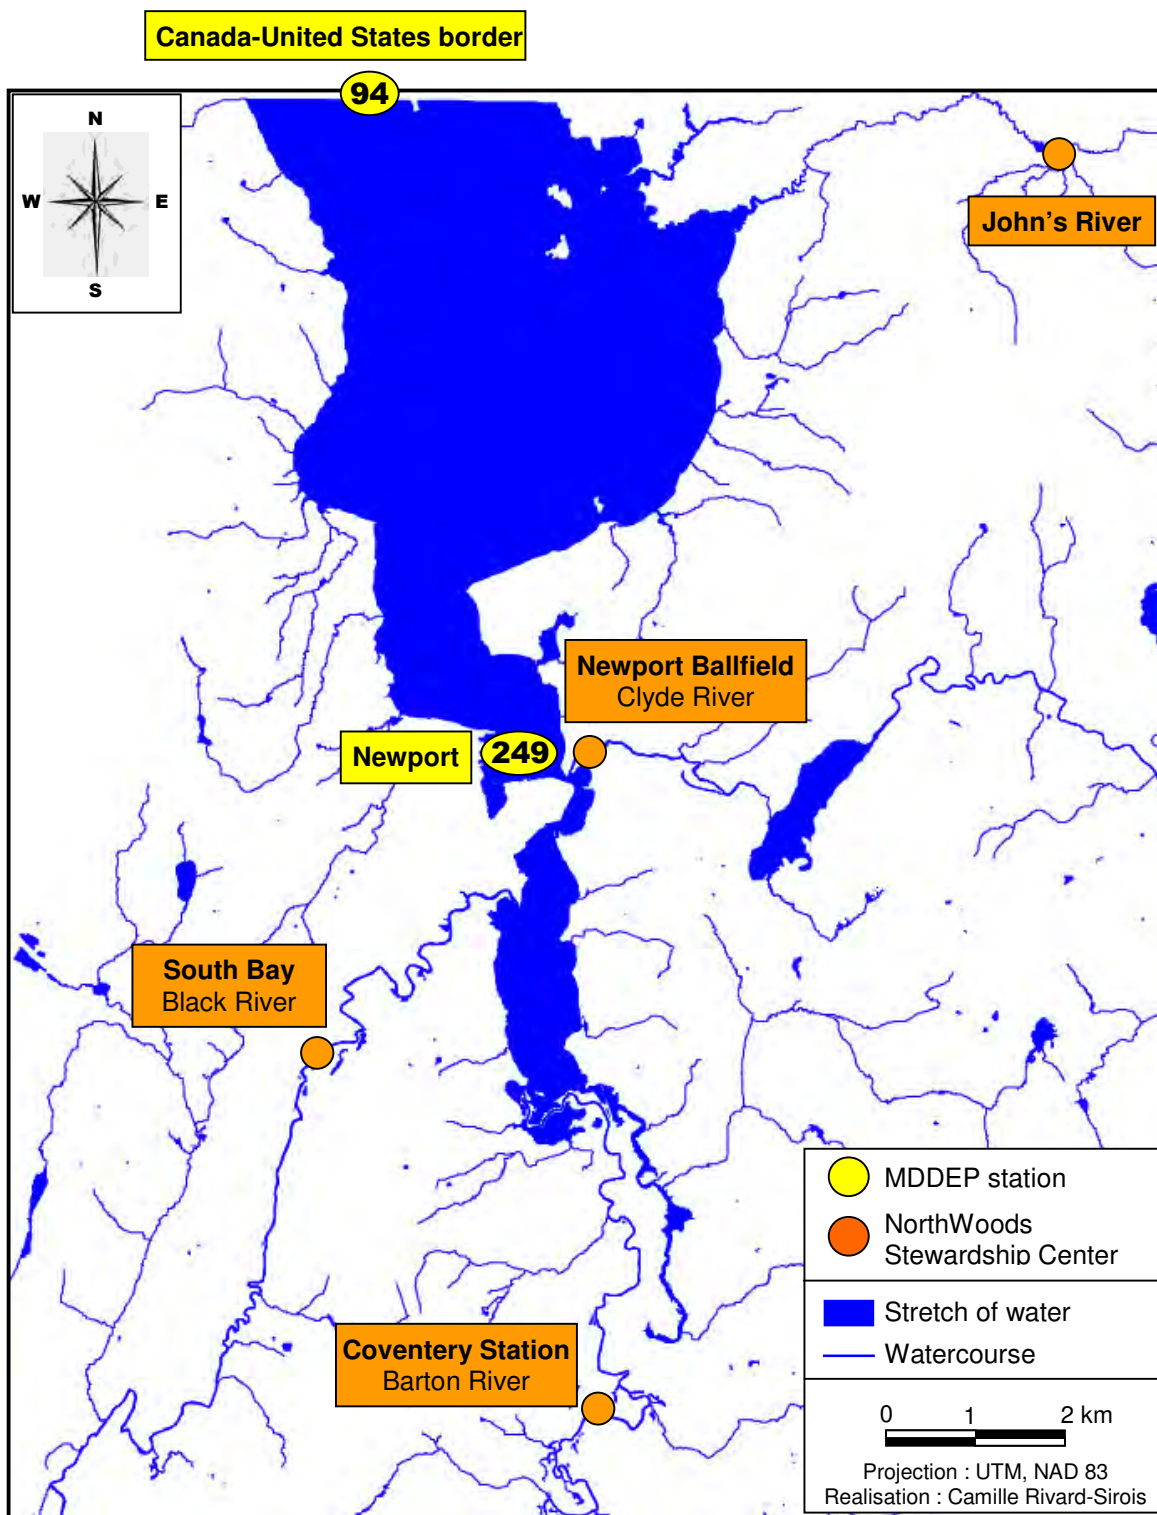 Canada-United States border
94
N
W E
S
John's River
Newport Ballfield
Clyde River
Newport
249
South Bay
Black River
MDDEP station
NorthWoods
Stewardship Center
Stretch of water
Watercourse
Coventery Station
Barton River
0 1 2 km
Projection : UTM, NAD 83
Realisation : Camille Rivard-Sirois